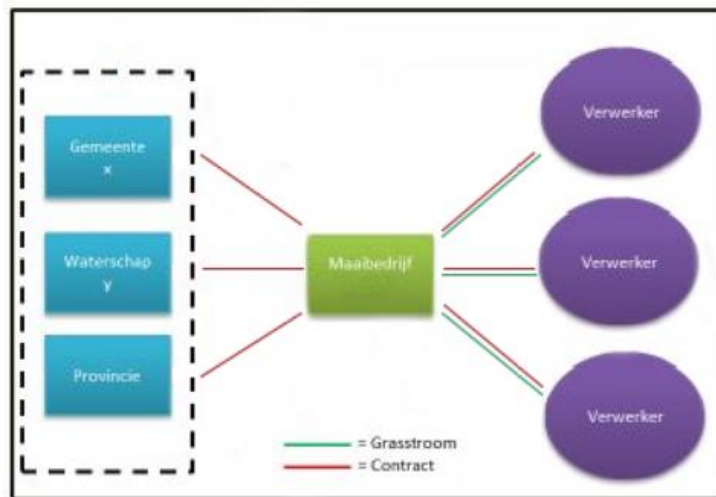 Gemeente
x
Waterschap
y
Provincie
Maaibedrijf
Verwerker
Verwerker
Verwerker
= Grasstroom
= Contract